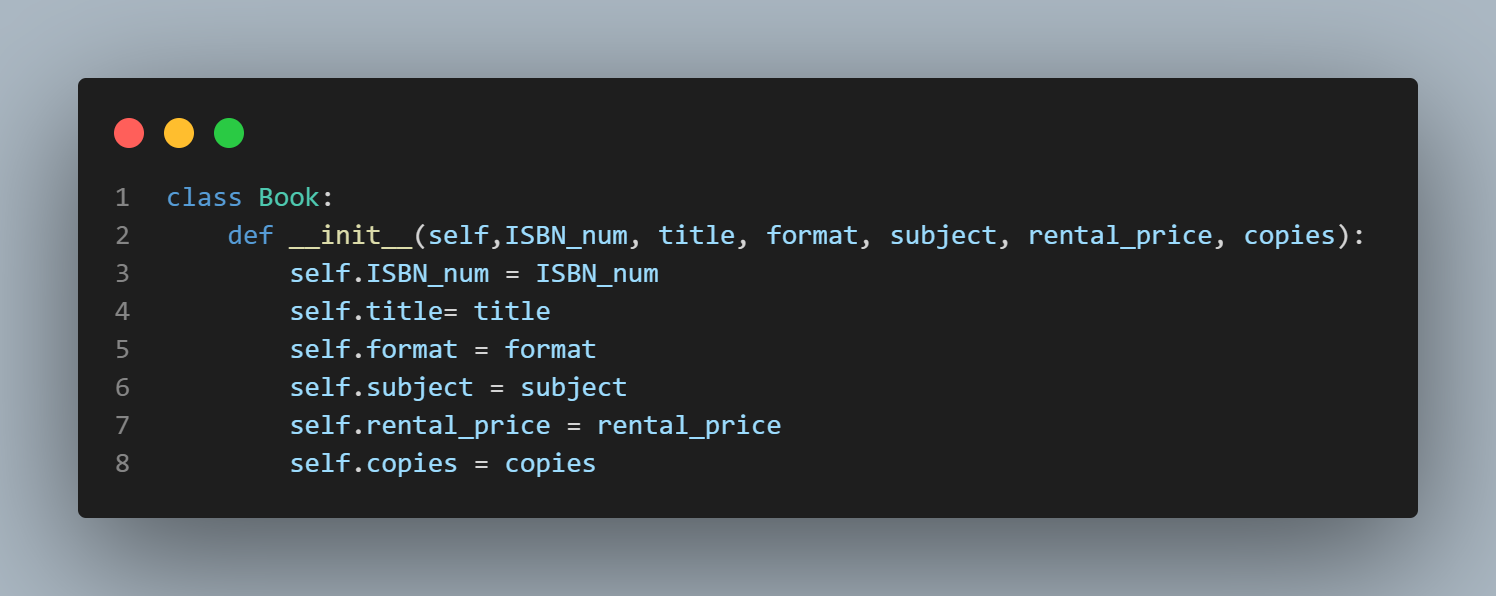 1 class Book:
2     def __init__(self,ISBN_num, title, format, subject, rental_price, copies):
3         self.ISBN_num = ISBN_num
4         self.title= title
5         self.format = format
6         self.subject = subject
7         self.rental_price = rental_price
8         self.copies = copies